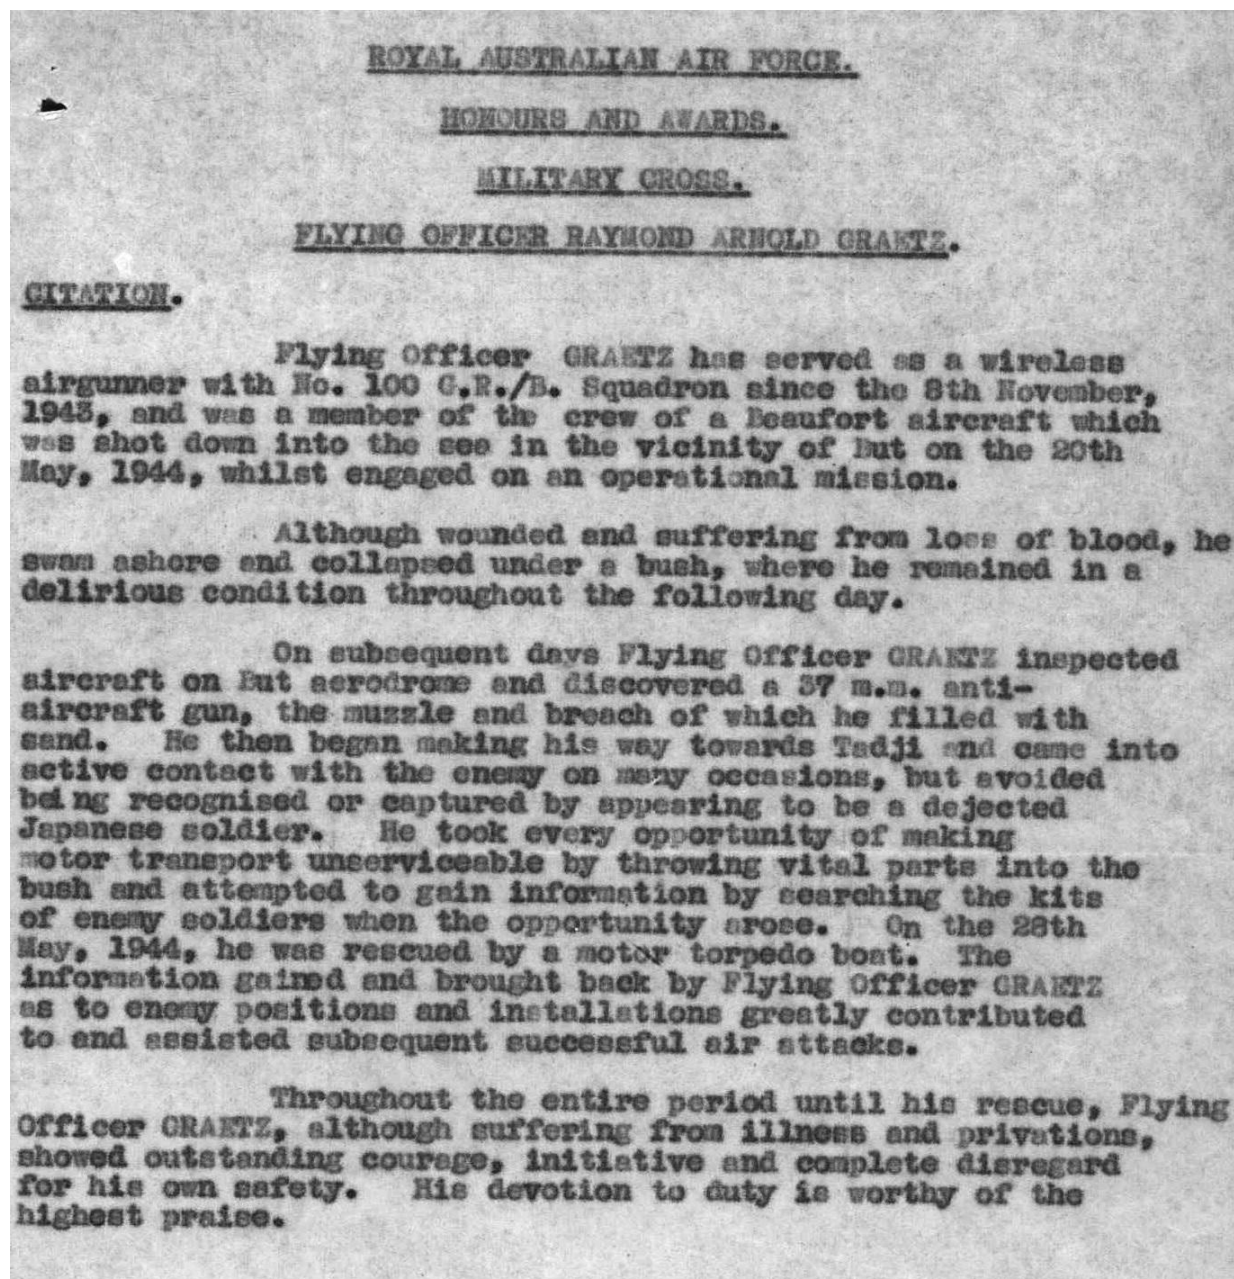 ROYAL AUSTRALIAN AIR FORCE.
HONOURS AND AWARDS.
MILITARY CROSS.
FLYING OFFICER RAYMOND ARNOLD GRAETZ.
CITATION.
Flying Officer GRAETZ has served as a wireless
airgunner with No. 100 G.R./B. Squadron since the 8th November,
1943, and was a member of the crew of a Beaufort aircraft which
was shot down into the sea in the vicinity of But on the 20th
May, 1944, whilst engaged on an operational mission.
Although wounded and suffering from loss of blood, he
swam ashore and collapsed under a bush, where he remained in a
delirious condition throughout the following day.
On subsequent days Flying Officer GRAETZ inspected
aircraft on But aerodrome and discovered a 37 m.m. anti-
aircraft gun, the muzzle and breach of which he filled with
sand. He then began making his way towards Tadji and came into
active contact with the enemy on many occasions, but avoided
being recognised or captured by appearing to be a dejected
Japanese soldier. He took every opportunity of making
motor transport unserviceable by throwing vital parts into the
bush and attempted to gain information by searching the kits
of enemy soldiers when the opportunity arose. On the 28th
May, 1944, he was rescued by a motor torpedo boat. The
information gained and brought back by Flying Officer GRAETZ
as to enemy positions and installations greatly contributed
to and assisted subsequent successful air attacks.
Throughout the entire period until his rescue, Flying
Officer GRAETZ, although suffering from illness and privations,
showed outstanding courage, initiative and complete disregard
for his own safety. His devotion to duty is worthy of the
highest praise.